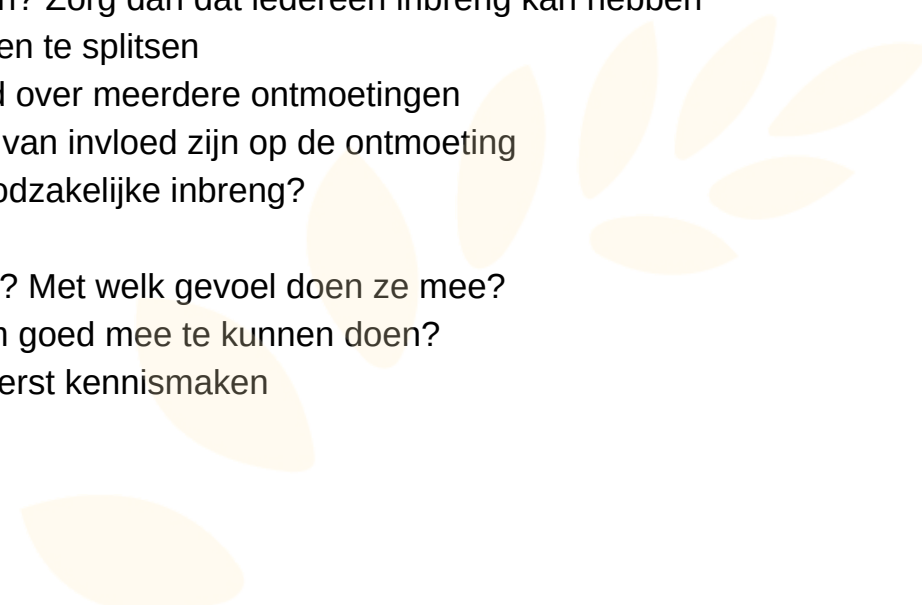 ? Zorg dan dat iedereen inbreng kan hebben
en te splitsen
over meerdere ontmoetingen
van invloed zijn op de ontmoeting
odzakelijke inbreng?
? Met welk gevoel doen ze mee?
goed mee te kunnen doen?
erst kennismaken